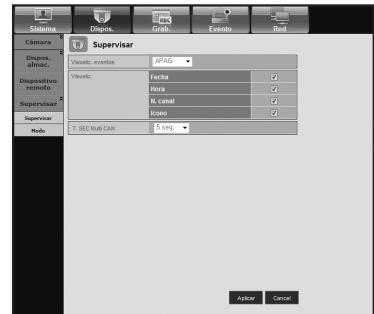 Sistema
Dispos.
Grab.
Evento
Red
Cámara
Dispos. almac.
Dispositivo remoto
Supervisar
Supervisar
Modo
Supervisar
Visualiz. eventos APAG
Visualiz. Fecha
Hora
N. canal
Icono
T. SEC Multi CAN 5 seg.
Aplicar Cancel